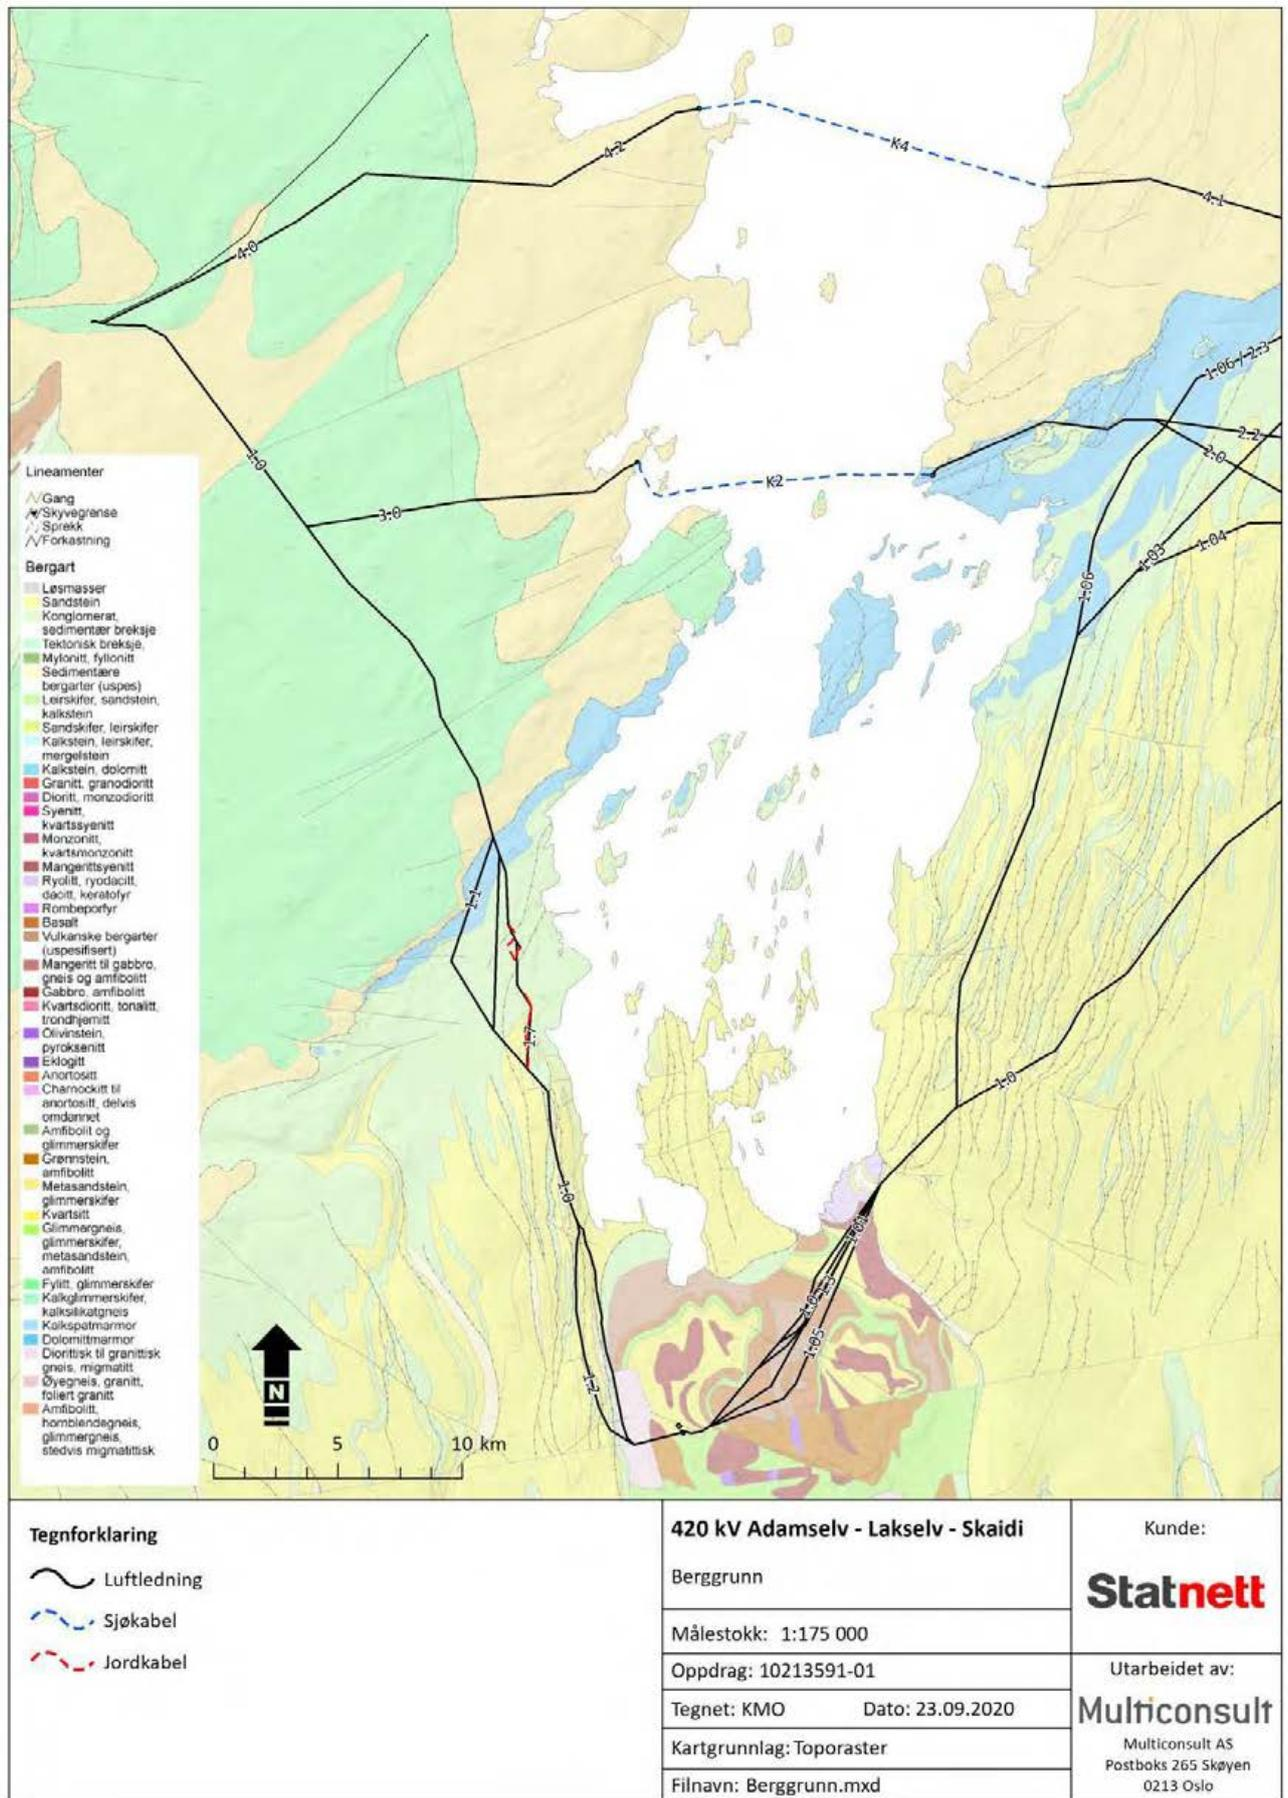 4.2
K4
4.1
4.0
1.06 / 2.3
2.2
2.0
1.0
K2
3.0
1.04
1.03
1.06
1.1
1.7
1.0
1.0
1.01
1.0
1.3
1.05
1.2
Lineamenter
Gang
Skyvegrense
Sprekk
Forkastning
Bergart
Løsmasser
Sandstein
Konglomerat,
sedimentær breksje
Tektonisk breksje,
Mylonitt, fyllonitt
Sedimentære
bergarter (uspes)
Leirskifer, sandstein,
kalkstein
Sandskifer, leirskifer
Kalkstein, leirskifer,
mergelstein
Kalkstein, dolomitt
Granitt, granodioritt
Dioritt, monzodioritt
Syenitt,
kvartssyenitt
Monzonitt,
kvartsmonzonitt
Mangerittsyenitt
Ryolitt, ryodacitt,
dacitt, keratofyr
Rombeporfyr
Basalt
Vulkanske bergarter
(uspesifisert)
Mangeritt til gabbro,
gneis og amfibolitt
Gabbro, amfibolitt
Kvartsdioritt, tonalitt,
trondhjemitt
Olivinstein,
pyroksenitt
Eklogitt
Anortositt
Charnockitt til
anortositt, delvis
omdannet
Amfibolit og
glimmerskifer
Grønnstein,
amfibolitt
Metasandstein,
glimmerskifer
Kvartsitt
Glimmergneis,
glimmerskifer,
metasandstein,
amfibolitt
Fylitt, glimmerskifer
Kalkglimmerskifer,
kalksilikatgneis
Kalkspatmarmor
Dolomittmarmor
Diorittisk til granittisk
gneis, migmatitt
Øyegneis, granitt,
foliert granitt
Amfibolitt,
hornblendegneis,
glimmergneis,
stedvis migmatittisk
N
0 5 10 km
Tegnforklaring
Luftledning
Sjøkabel
Jordkabel
420 kV Adamselv - Lakselv - Skaidi
Berggrunn
Målestokk: 1:175 000
Oppdrag: 10213591-01
Tegnet: KMO Dato: 23.09.2020
Kartgrunnlag: Toporaster
Filnavn: Berggrunn.mxd
Kunde:
Statnett
Utarbeidet av:
Multiconsult
Multiconsult AS
Postboks 265 Skøyen
0213 Oslo